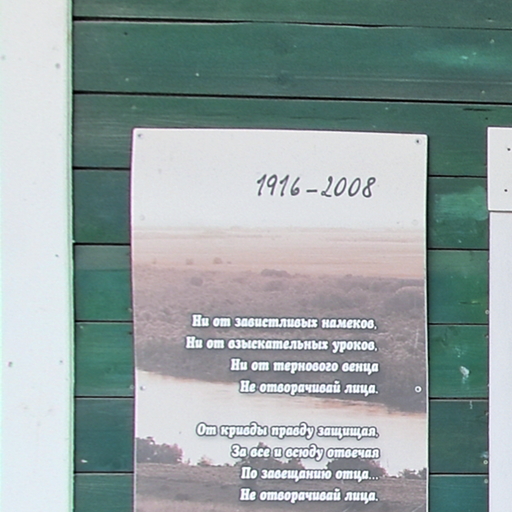 1916-2008
Ни от завистливых намеков,
Ни от взыскательных уроков,
Ни от тернового венца
Не отворачивай лица.
От кривды правду защищая,
За все и всюду отвечая
По завещанию отца...
Не отворачивай лица.